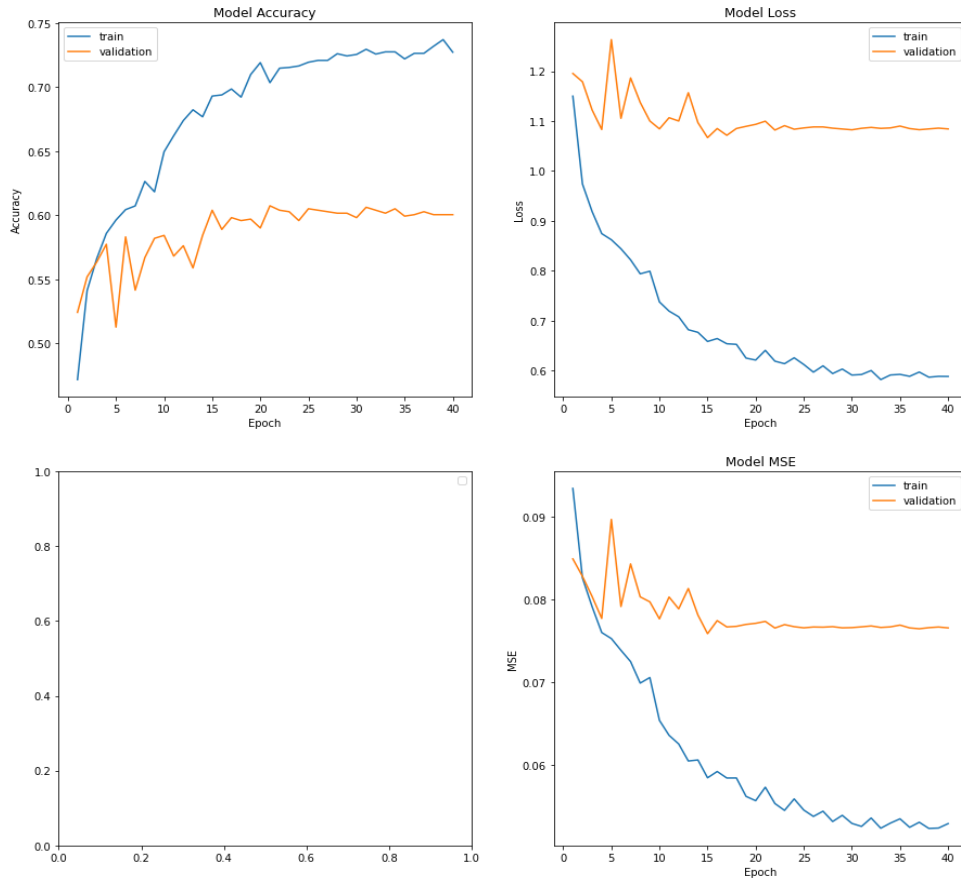 Model Accuracy
train
validation
0.75
0.70
0.65
0.60
0.55
0.50
Accuracy
0 5 10 15 20 25 30 35 40
Epoch
Model Loss
train
validation
1.2
1.1
1.0
0.9
0.8
0.7
0.6
Loss
0 5 10 15 20 25 30 35 40
Epoch
1.0
0.8
0.6
0.4
0.2
0.0
0.0 0.2 0.4 0.6 0.8 1.0
Model MSE
train
validation
0.09
0.08
0.07
0.06
MSE
0 5 10 15 20 25 30 35 40
Epoch